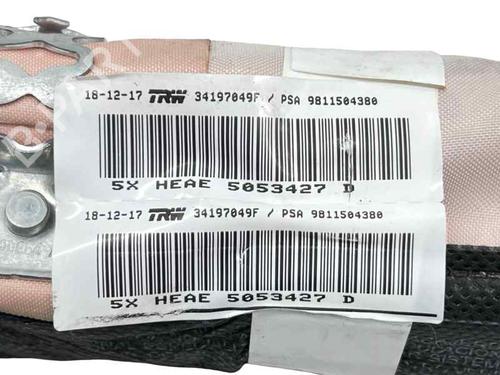 18-12-17 TRW 34197049F / PSA 9811504380
5X HEAE 5053427 D
18-12-17 TRW 34197049F / PSA 9811504380
5X HEAE 5053427 D
B-PARTS